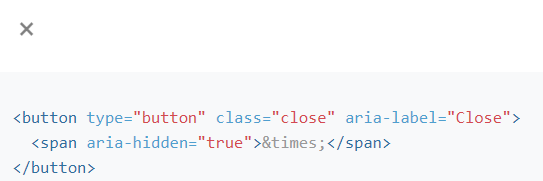 ×
<button type="button" class="close" aria-label="Close">
  <span aria-hidden="true">&times;</span>
</button>